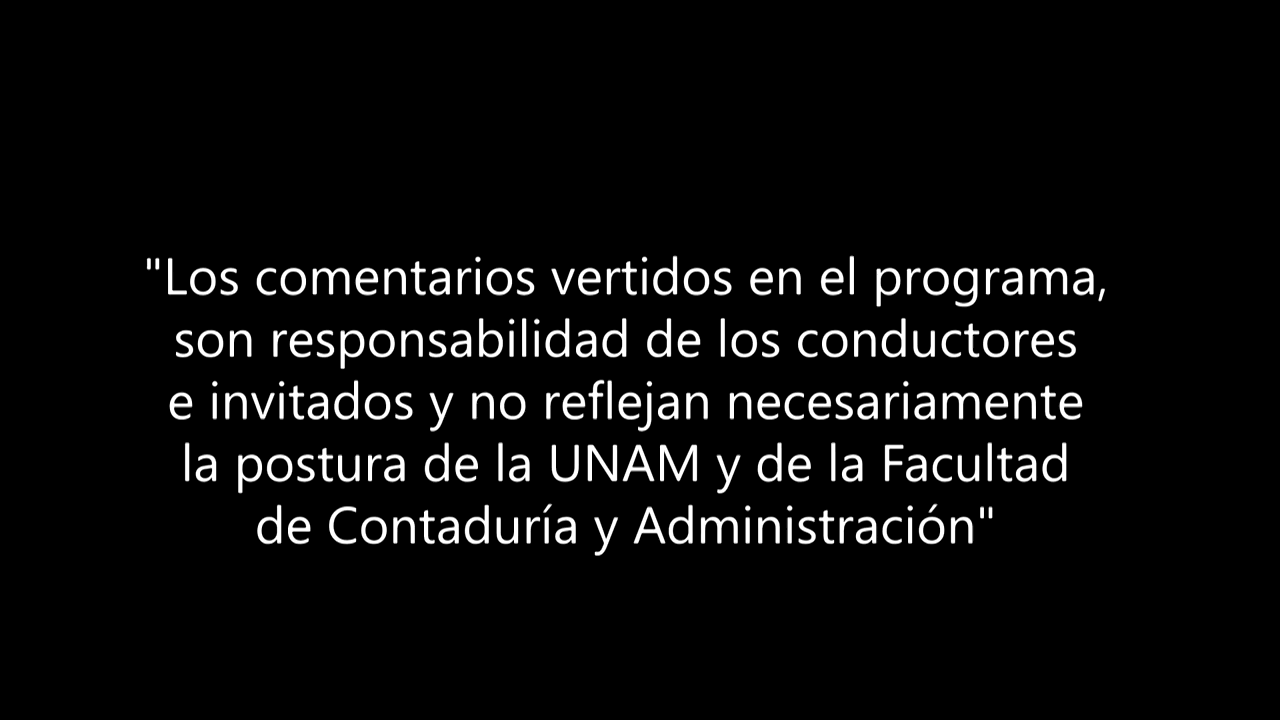 "Los comentarios vertidos en el programa,
son responsabilidad de los conductores
e invitados y no reflejan necesariamente
la postura de la UNAM y de la Facultad
de Contaduría y Administración"